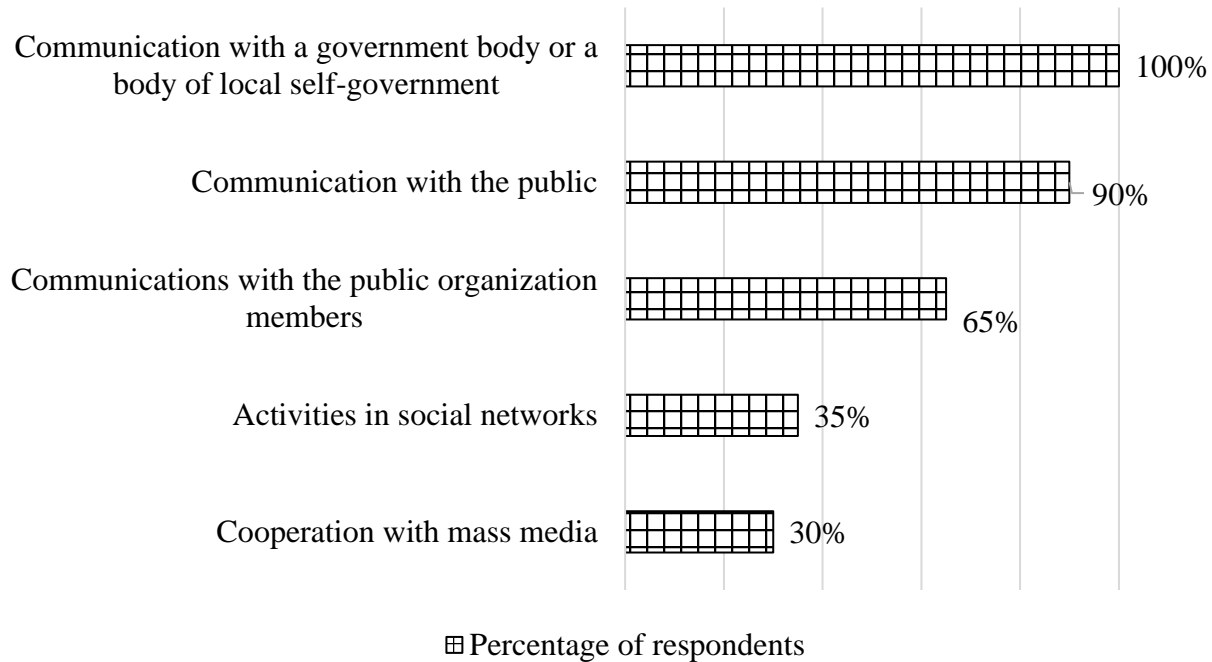 Communication with a government body or a
body of local self-government
100%
Communication with the public
90%
Communications with the public organization
members
65%
Activities in social networks
35%
Cooperation with mass media
30%
Percentage of respondents